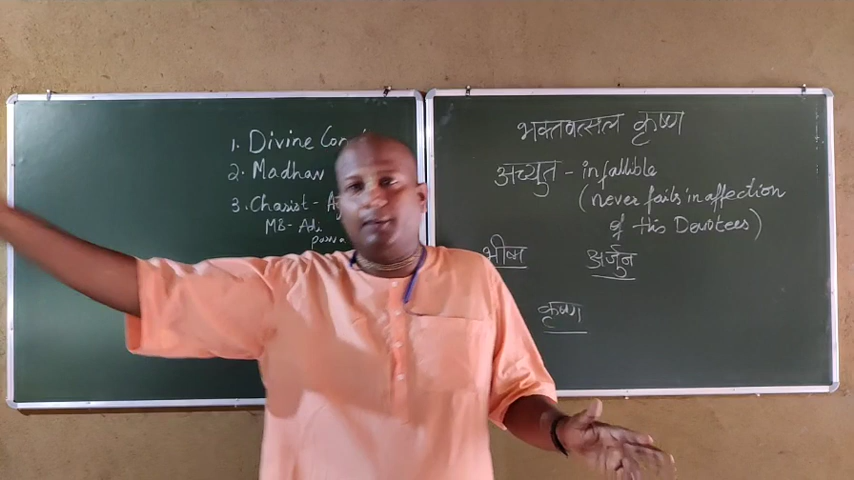 1. Divine
2. Madhav
3. Chariot -
M8- Adi
भक्तवत्सल कृष्ण
अच्युत - infallible
(never fails in affection
of His Devotees)
भीष्म अर्जुन
कृष्ण